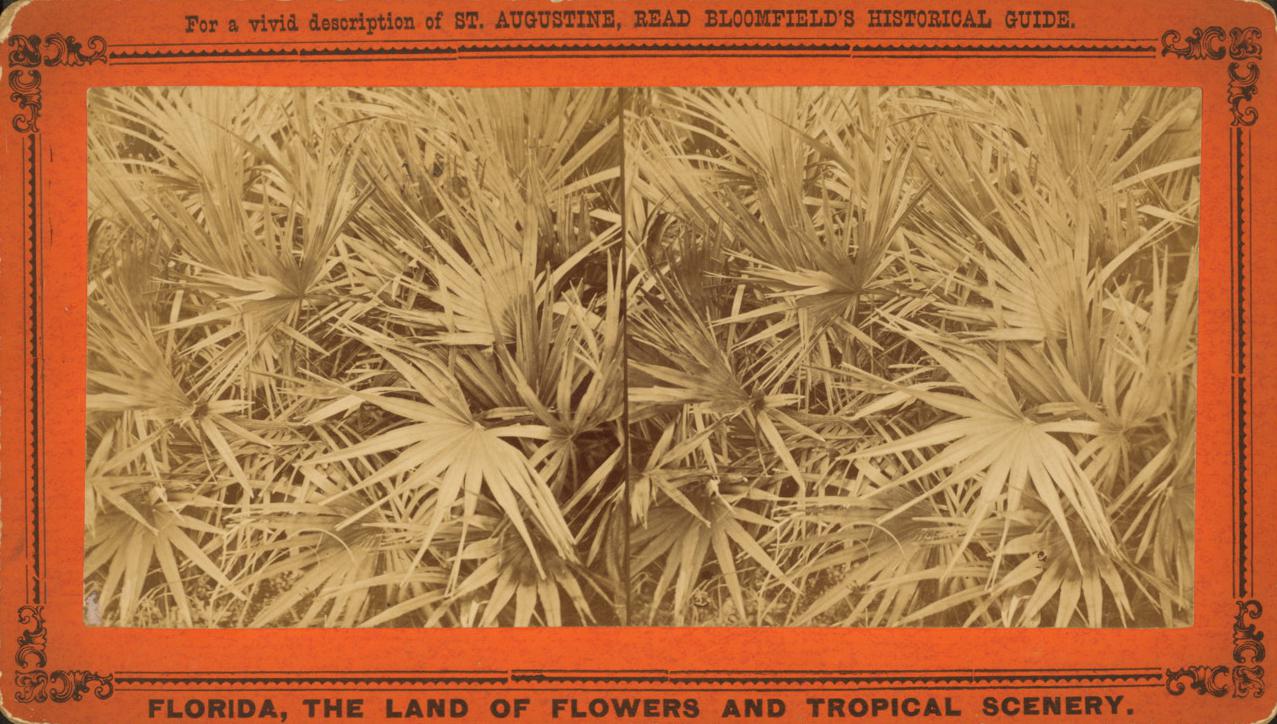 For a vivid description of ST. AUGUSTINE, READ BLOOMFIELD'S HISTORICAL GUIDE.
FLORIDA, THE LAND OF FLOWERS AND TROPICAL SCENERY.